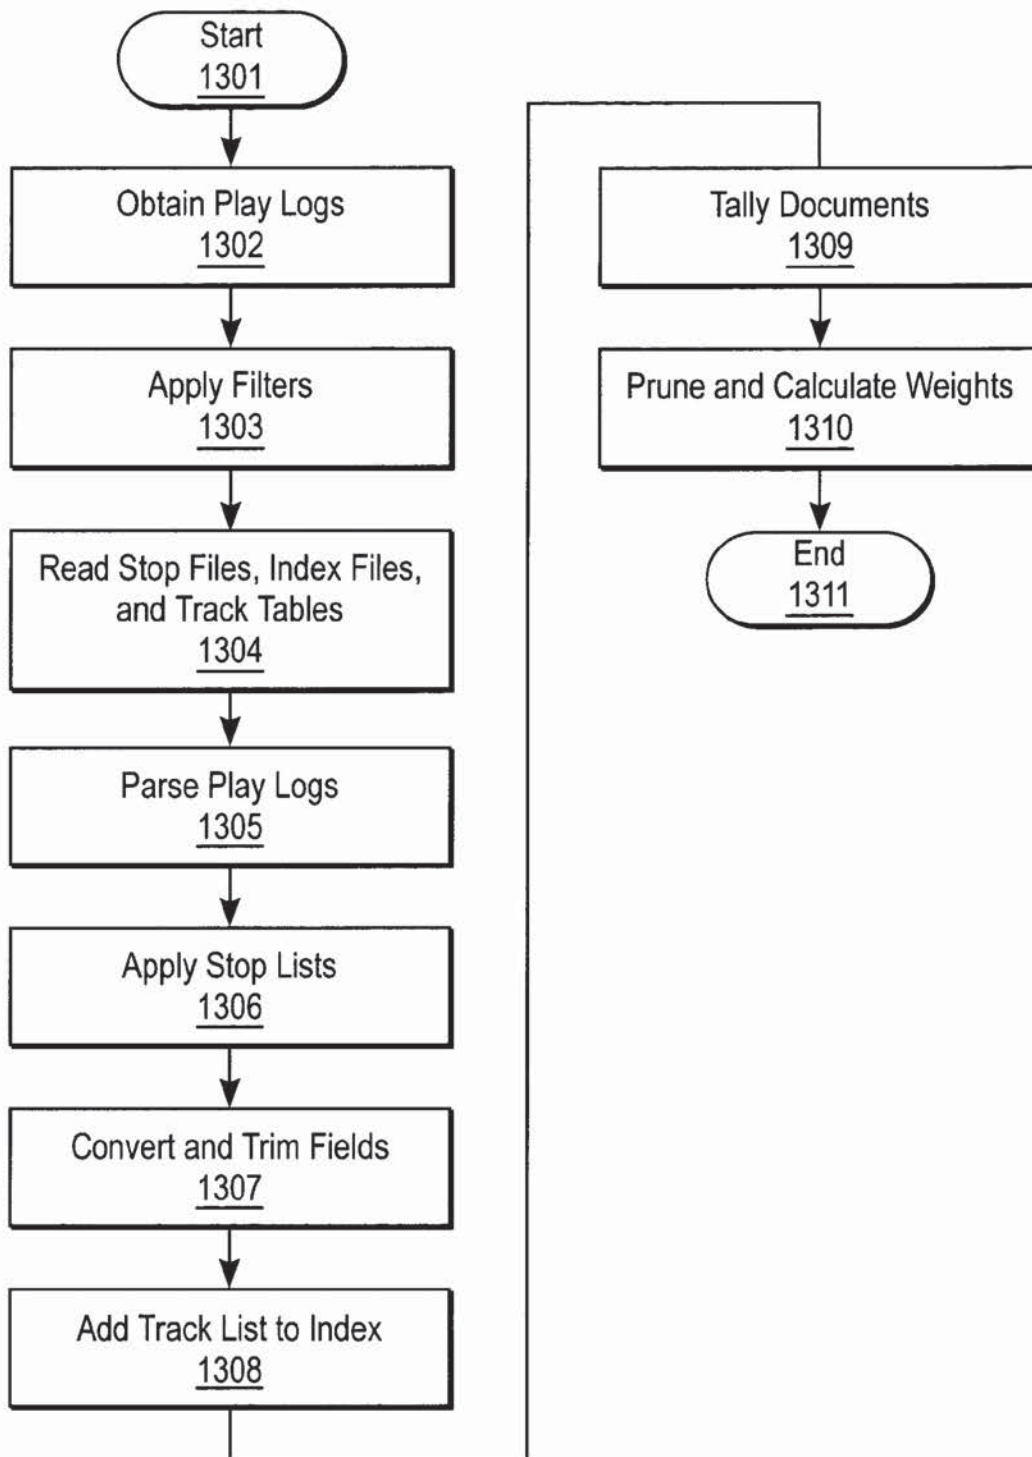 Start
1301
Obtain Play Logs
1302
Apply Filters
1303
Read Stop Files, Index Files,
and Track Tables
1304
Parse Play Logs
1305
Apply Stop Lists
1306
Convert and Trim Fields
1307
Add Track List to Index
1308
Tally Documents
1309
Prune and Calculate Weights
1310
End
1311